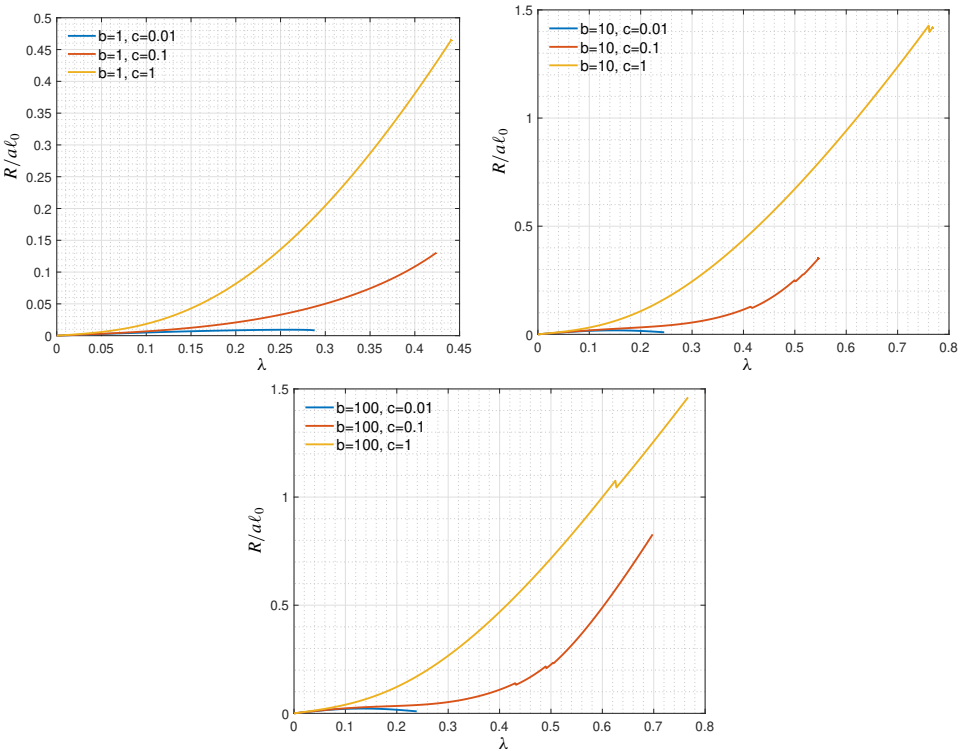 0.5
0.45
0.4
0.35
0.3
0.25
0.2
0.15
0.1
0.05
0
R/aℓ₀
b=1, c=0.01
b=1, c=0.1
b=1, c=1
0 0.05 0.1 0.15 0.2 0.25 0.3 0.35 0.4 0.45
λ
1.5
1
0.5
0
R/aℓ₀
b=10, c=0.01
b=10, c=0.1
b=10, c=1
0 0.1 0.2 0.3 0.4 0.5 0.6 0.7 0.8
λ
1.5
1
0.5
0
R/aℓ₀
b=100, c=0.01
b=100, c=0.1
b=100, c=1
0 0.1 0.2 0.3 0.4 0.5 0.6 0.7 0.8
λ